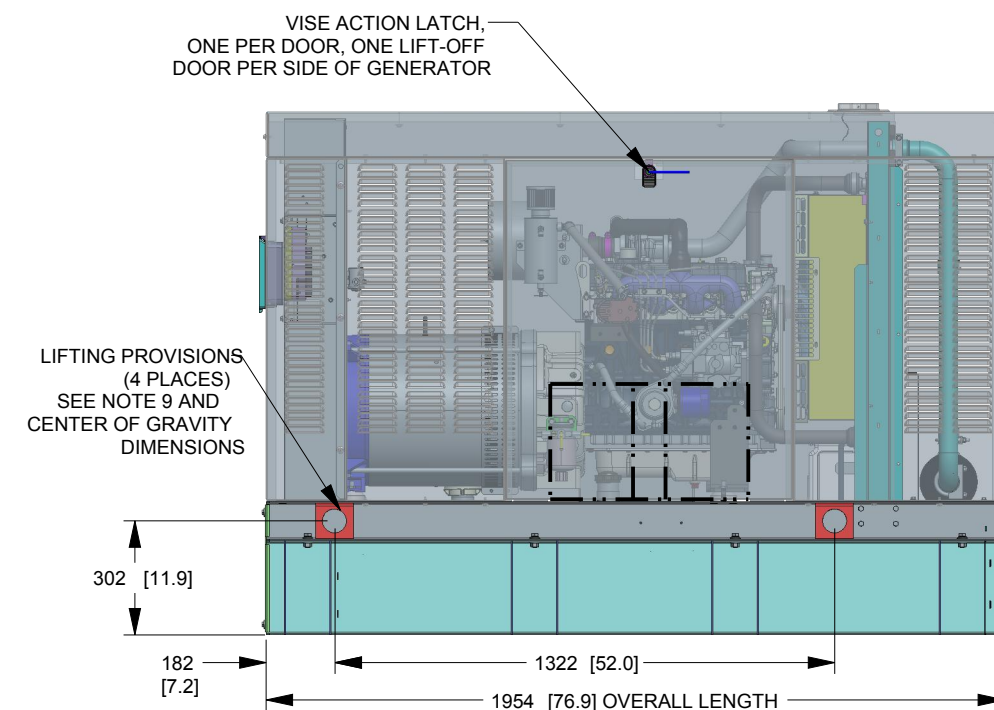 VISE ACTION LATCH,
ONE PER DOOR, ONE LIFT-OFF
DOOR PER SIDE OF GENERATOR
LIFTING PROVISIONS
(4 PLACES)
SEE NOTE 9 AND
CENTER OF GRAVITY
DIMENSIONS
302 [11.9]
182
[7.2]
1322 [52.0]
1954 [76.9] OVERALL LENGTH